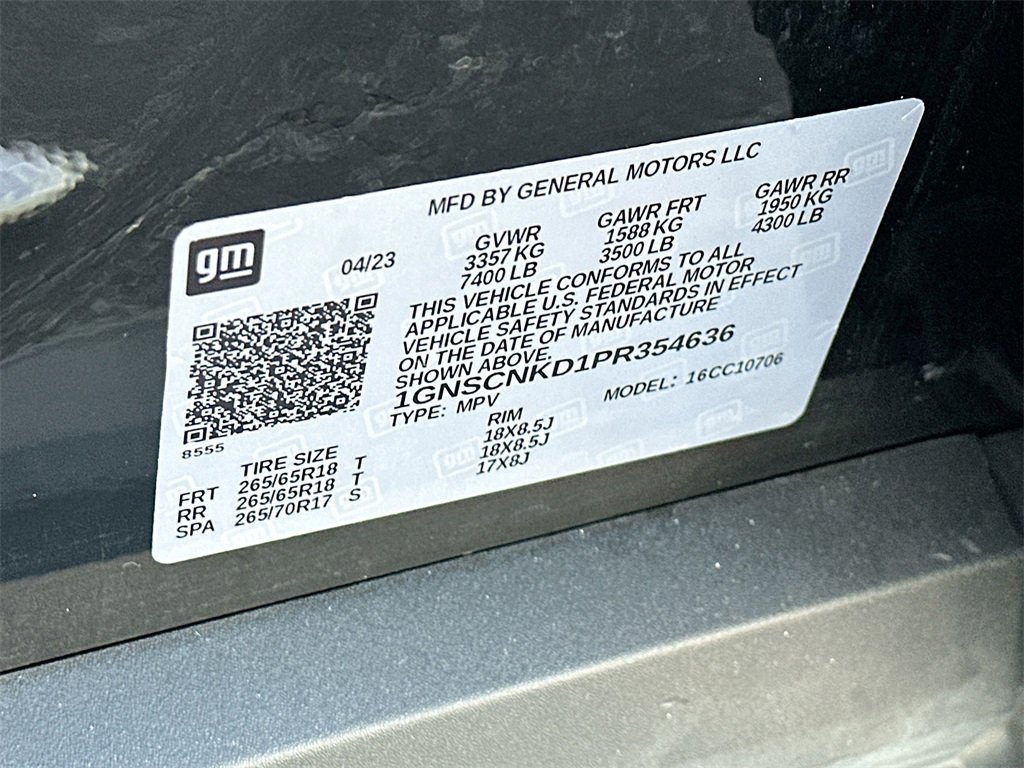 MFD BY GENERAL MOTORS LLC
gm
04/23
GVWR GAWR FRT GAWR RR
3357 KG 1588 KG 1950 KG
7400 LB 3500 LB 4300 LB
THIS VEHICLE CONFORMS TO ALL
APPLICABLE U.S. FEDERAL MOTOR
VEHICLE SAFETY STANDARDS IN EFFECT
ON THE DATE OF MANUFACTURE
SHOWN ABOVE.
1GNSCNKD1PR354636
TYPE: MPV MODEL: 16CC10706
8555
TIRE SIZE RIM
FRT 265/65R18 T 18X8.5J
RR 265/65R18 T 18X8.5J
SPA 265/70R17 S 17X8J